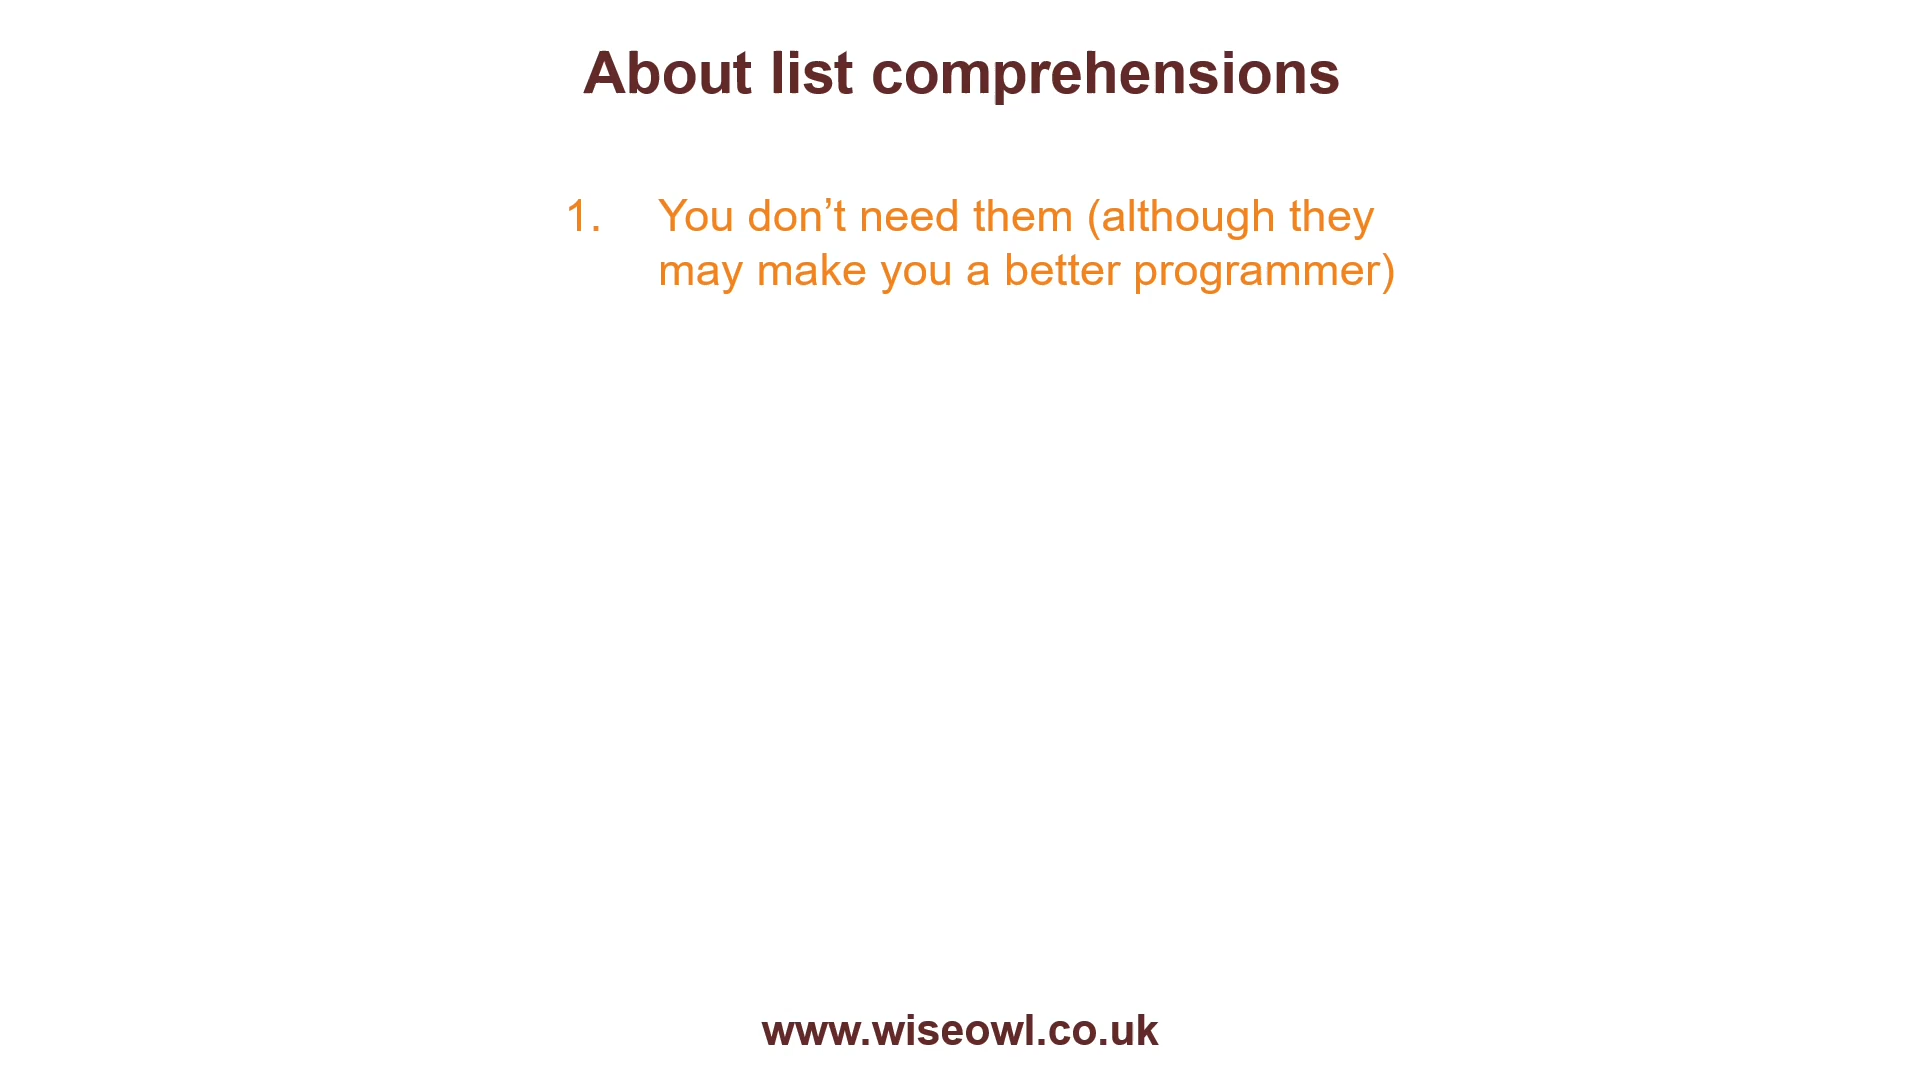 About list comprehensions
1. You don’t need them (although they
may make you a better programmer)
www.wiseowl.co.uk